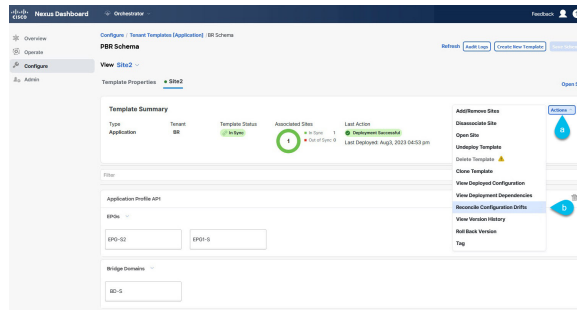 cisco Nexus Dashboard
Orchestrator
Feedback
Overview
Operate
Configure
Admin
Configure / Tenant Templates [Application] /BR Schema
PBR Schema
Refresh Audit Logs Create New Template
View Site2
Template Properties Site2
Open S
Template Summary
Type
Application
Tenant
BR
Template Status
In Sync
Associated Sites
1
In Sync 1
Out of Sync 0
Last Action
Deployment Successful
Last Deployed: Aug3, 2023 04:53 pm
Actions
a
Add/Remove Sites
Disassociate Site
Open Site
Undeploy Template
Delete Template
Clone Template
View Deployed Configuration
View Deployment Dependencies
Reconcile Configuration Drifts
b
View Version History
Roll Back Version
Tag
Filter
Application Profile AP1
EPGs
EPG-S2
EPG1-S
Bridge Domains
BD-S